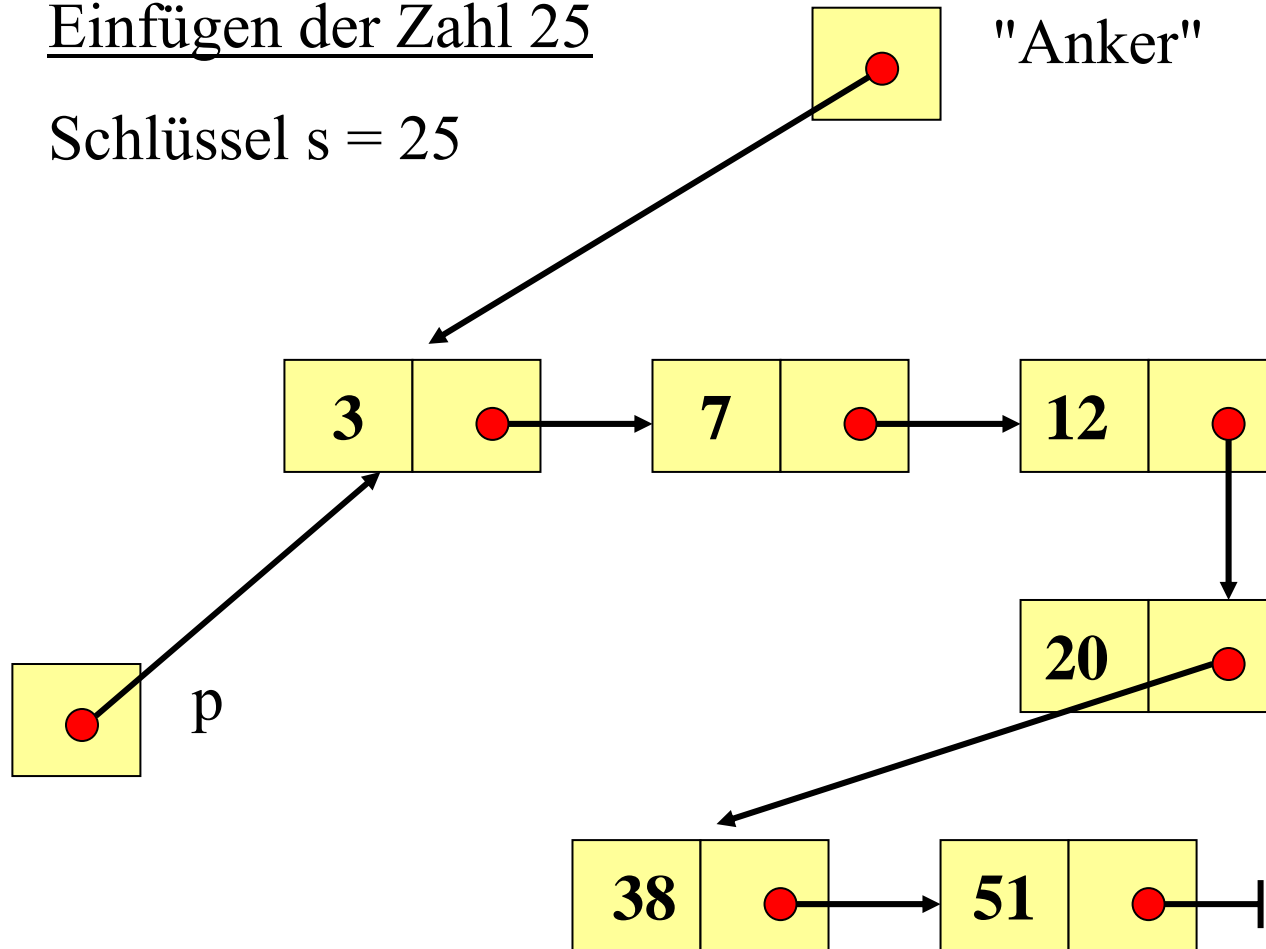 Einfügen der Zahl 25
"Anker"
Schlüssel s = 25
3 7 12
20
p
38 51